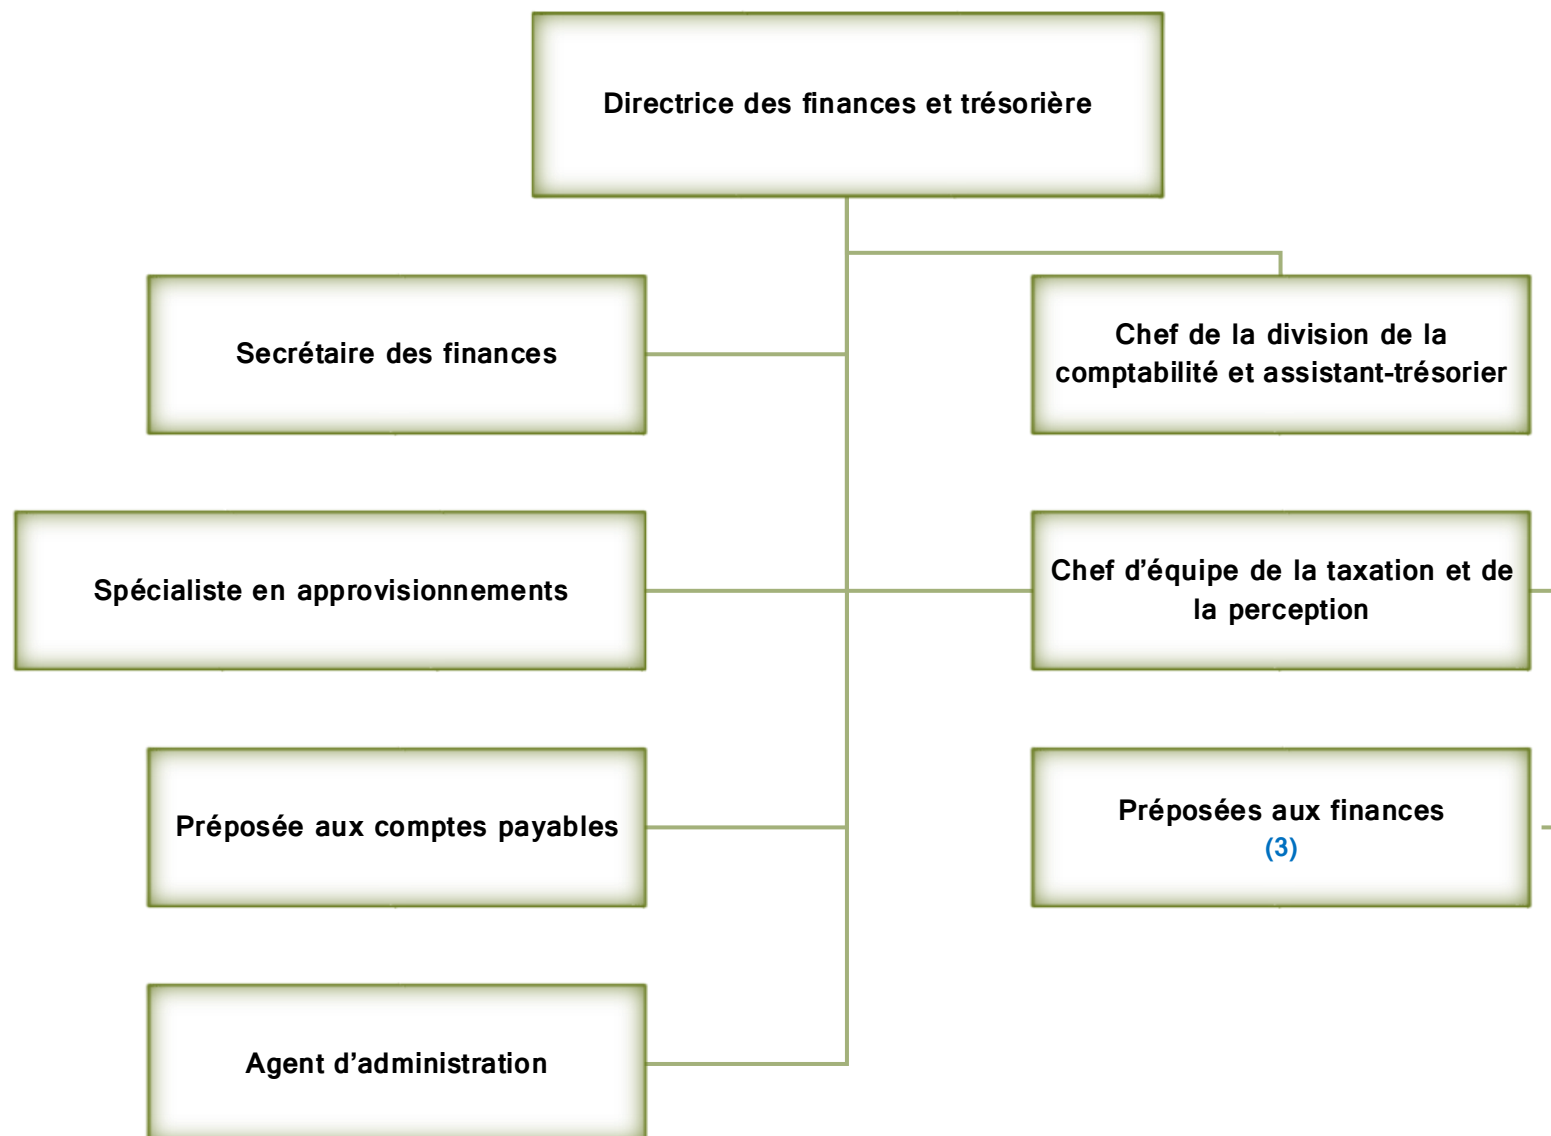 Directrice des finances et trésorière
Secrétaire des finances
Chef de la division de la
comptabilité et assistant-trésorier
Spécialiste en approvisionnements
Chef d’équipe de la taxation et de
la perception
Préposée aux comptes payables
Préposées aux finances
(3)
Agent d’administration